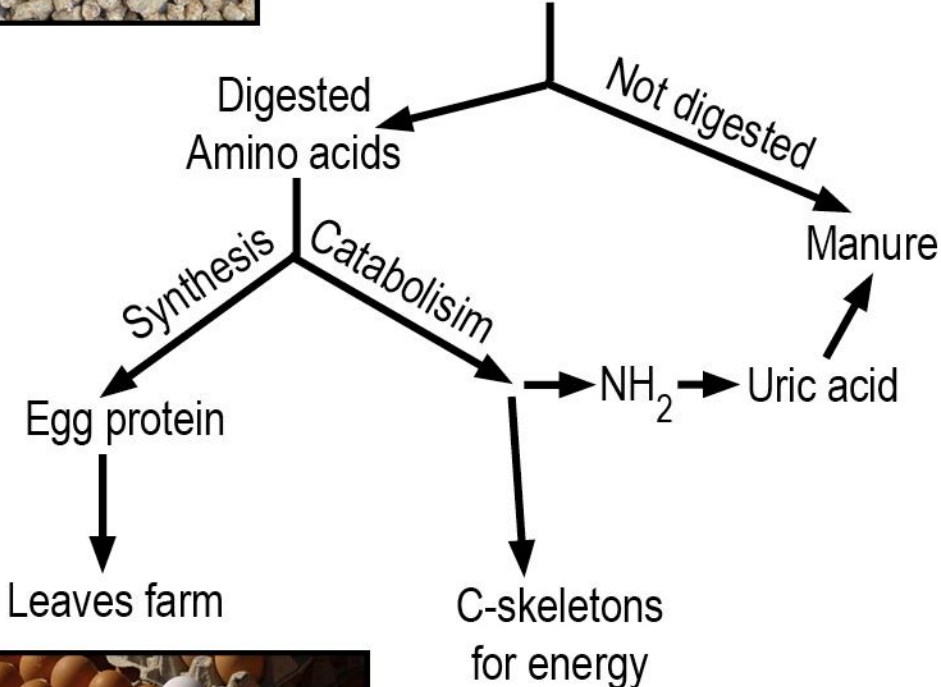 Digested
Amino acids
Not digested
Manure
Synthesis
Catabolisim
Egg protein
NH2
Uric acid
Leaves farm
C-skeletons
for energy